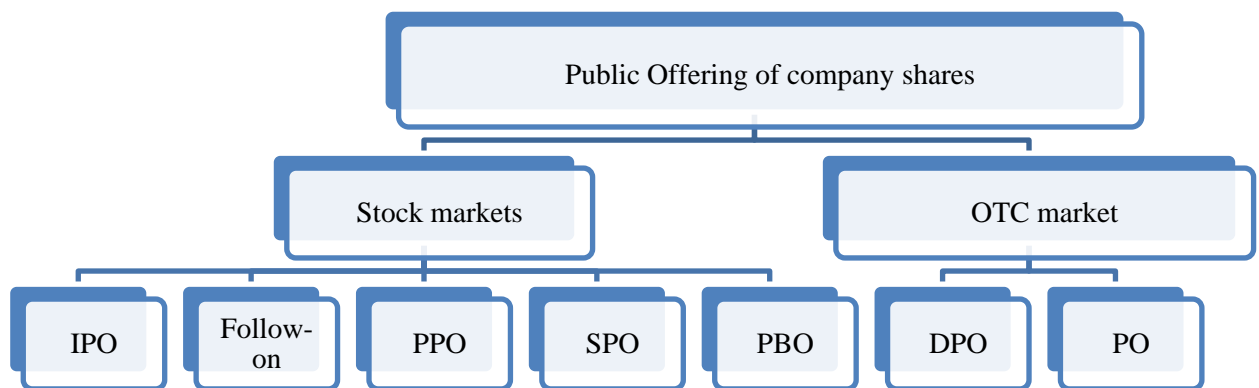 Public Offering of company shares
Stock markets
OTC market
IPO
Follow-
on
PPO
SPO
PBO
DPO
PO